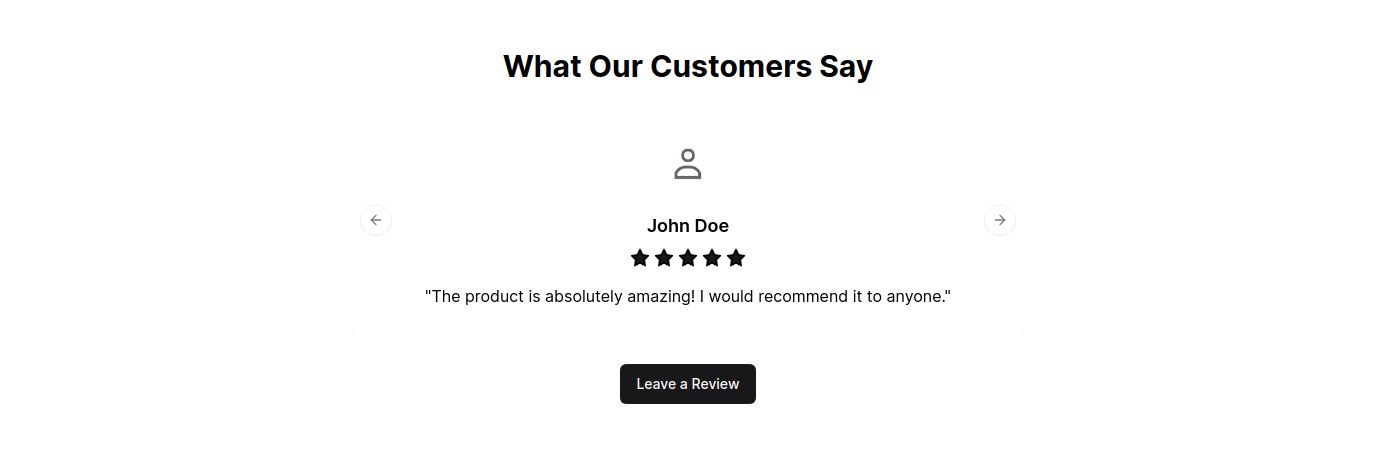 What Our Customers Say
John Doe
"The product is absolutely amazing! I would recommend it to anyone."
Leave a Review